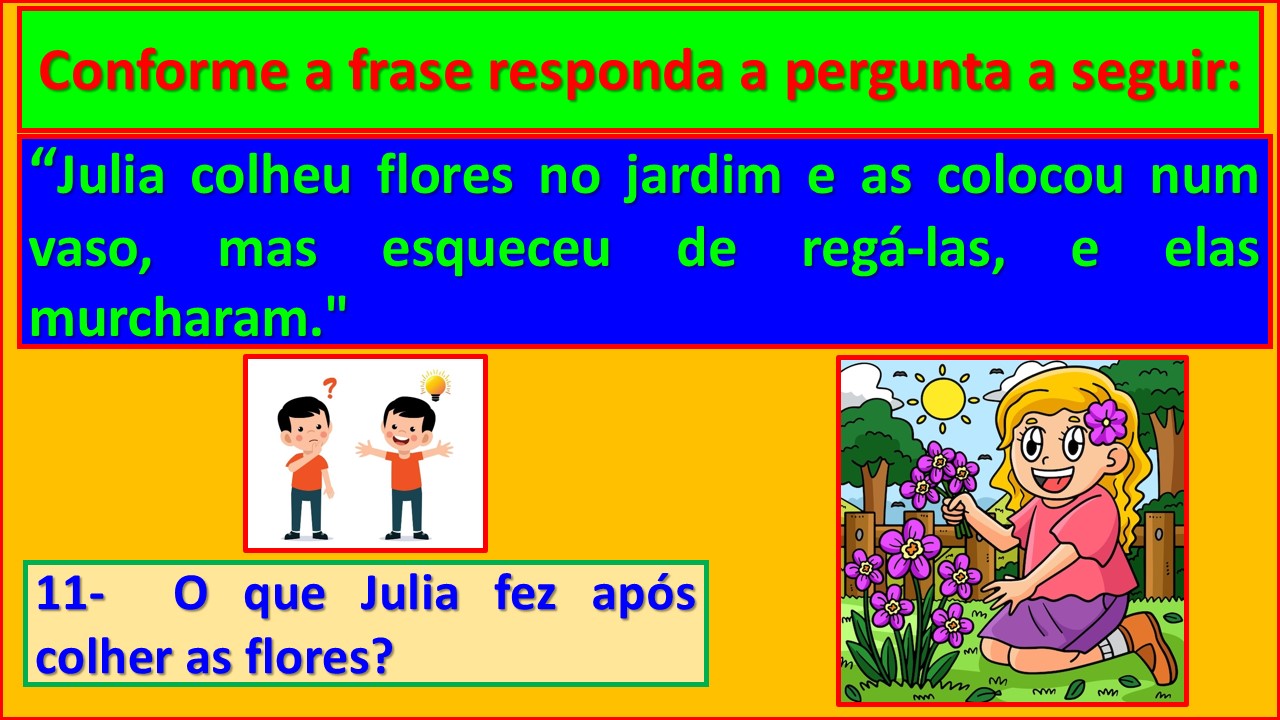 Conforme a frase responda a pergunta a seguir:
“Julia colheu flores no jardim e as colocou num
vaso, mas esqueceu de regá-las, e elas
murcharam."
?
11- O que Julia fez após
colher as flores?